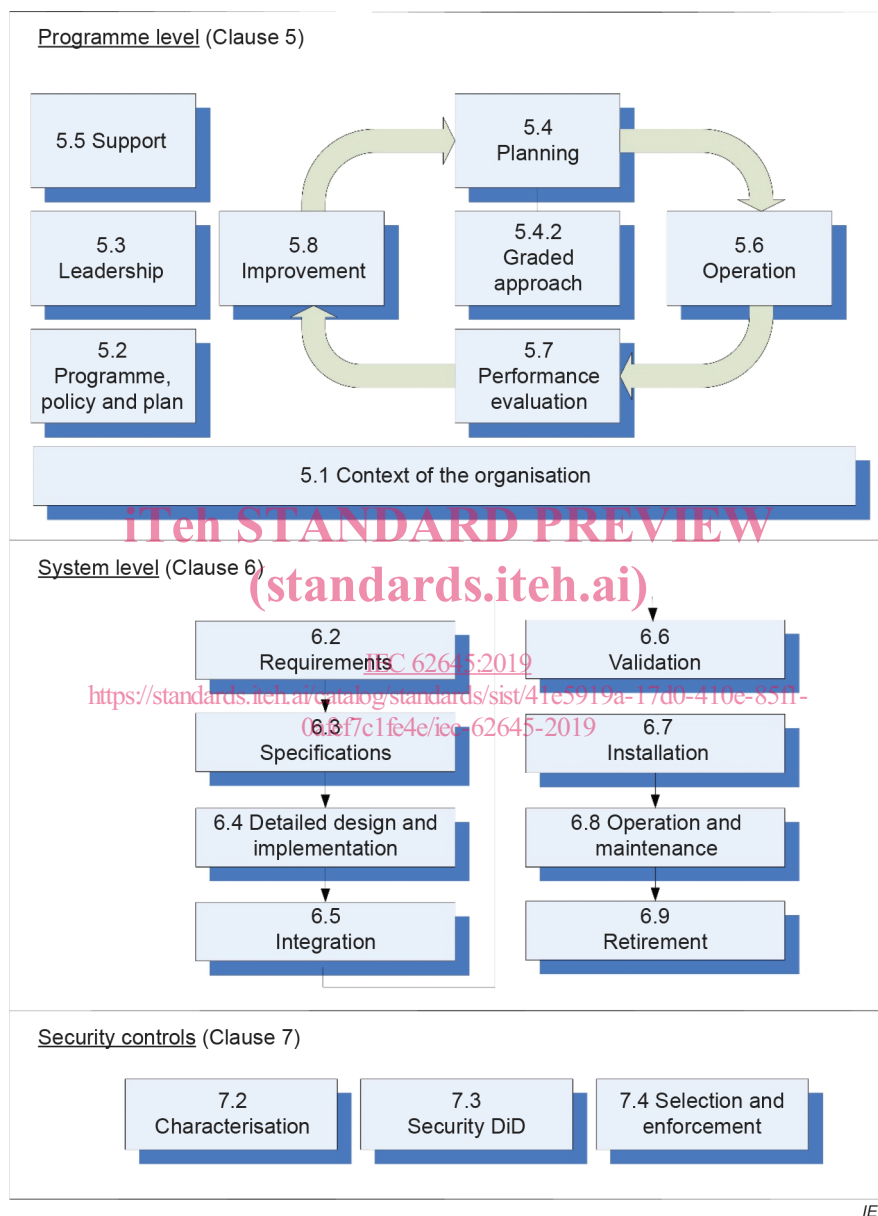 Programme level (Clause 5)
5.5 Support
5.4
Planning
5.3
Leadership
5.8
Improvement
5.4.2
Graded
approach
5.6
Operation
5.2
Programme,
policy and plan
5.7
Performance
evaluation
5.1 Context of the organisation
iTeh STANDARD PREVIEW
System level (Clause 6)
(standards.iteh.ai)
6.2
Requirements
6.6
Validation
IEC 62645:2019
https://standards.iteh.ai/catalog/standards/sist/41e5919a-17d0-410e-85f1-
0afef7c1fe4e/iec-62645-2019
6.3
Specifications
6.7
Installation
6.4 Detailed design and
implementation
6.8 Operation and
maintenance
6.5
Integration
6.9
Retirement
Security controls (Clause 7)
7.2
Characterisation
7.3
Security DiD
7.4 Selection and
enforcement
IE